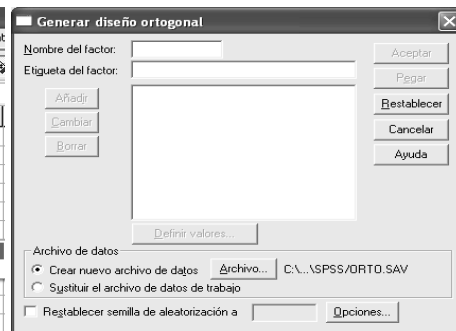 Generar diseño ortogonal
Nombre del factor:
Aceptar
Etiqueta del factor:
Pegar
Añadir
Restablecer
Cambiar
Cancelar
Borrar
Ayuda
Definir valores...
Archivo de datos
Crear nuevo archivo de datos Archivo... C:\...\SPSS/ORTO.SAV
Sustituir el archivo de datos de trabajo
Restablecer semilla de aleatorización a Opciones...